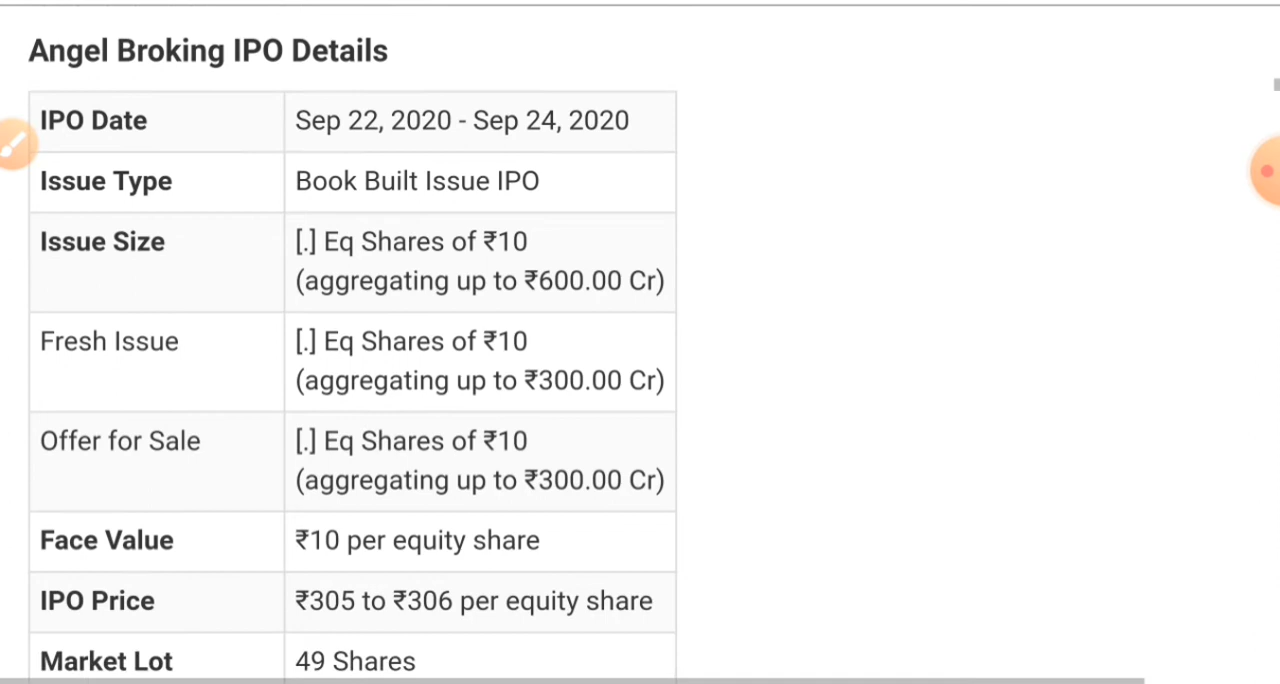 Angel Broking IPO Details
IPO Date Sep 22, 2020 - Sep 24, 2020
Issue Type Book Built Issue IPO
Issue Size [.] Eq Shares of ₹10
(aggregating up to ₹600.00 Cr)
Fresh Issue [.] Eq Shares of ₹10
(aggregating up to ₹300.00 Cr)
Offer for Sale [.] Eq Shares of ₹10
(aggregating up to ₹300.00 Cr)
Face Value ₹10 per equity share
IPO Price ₹305 to ₹306 per equity share
Market Lot 49 Shares